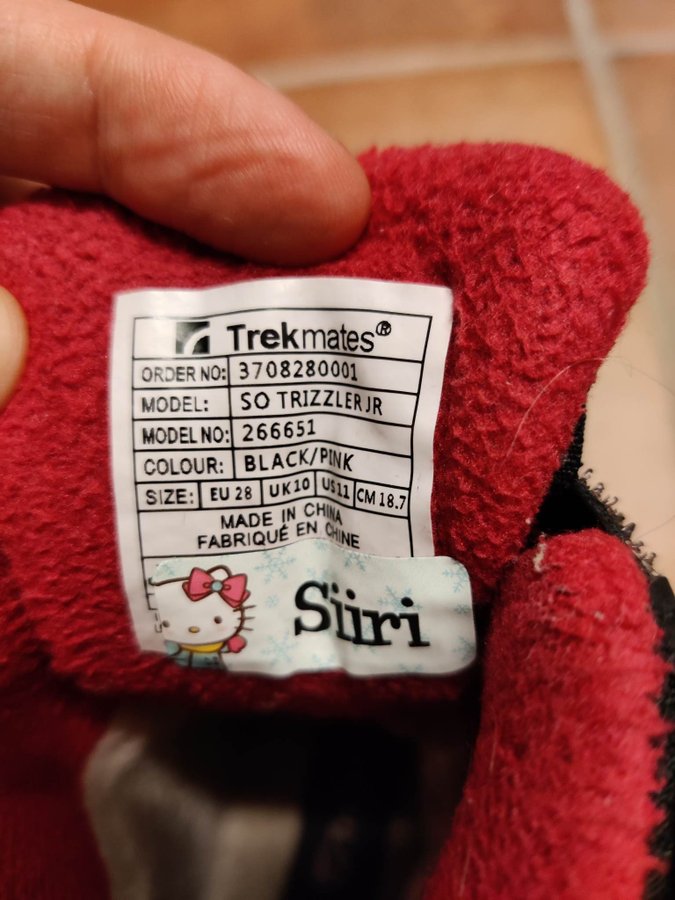 Trekmates®
ORDER NO: 3708280001
MODEL: SO TRIZZLER JR
MODEL NO: 266651
COLOUR: BLACK/PINK
SIZE: EU 28 UK10 US11 CM 18.7
MADE IN CHINA
FABRIQUÉ EN CHINE
Siiri